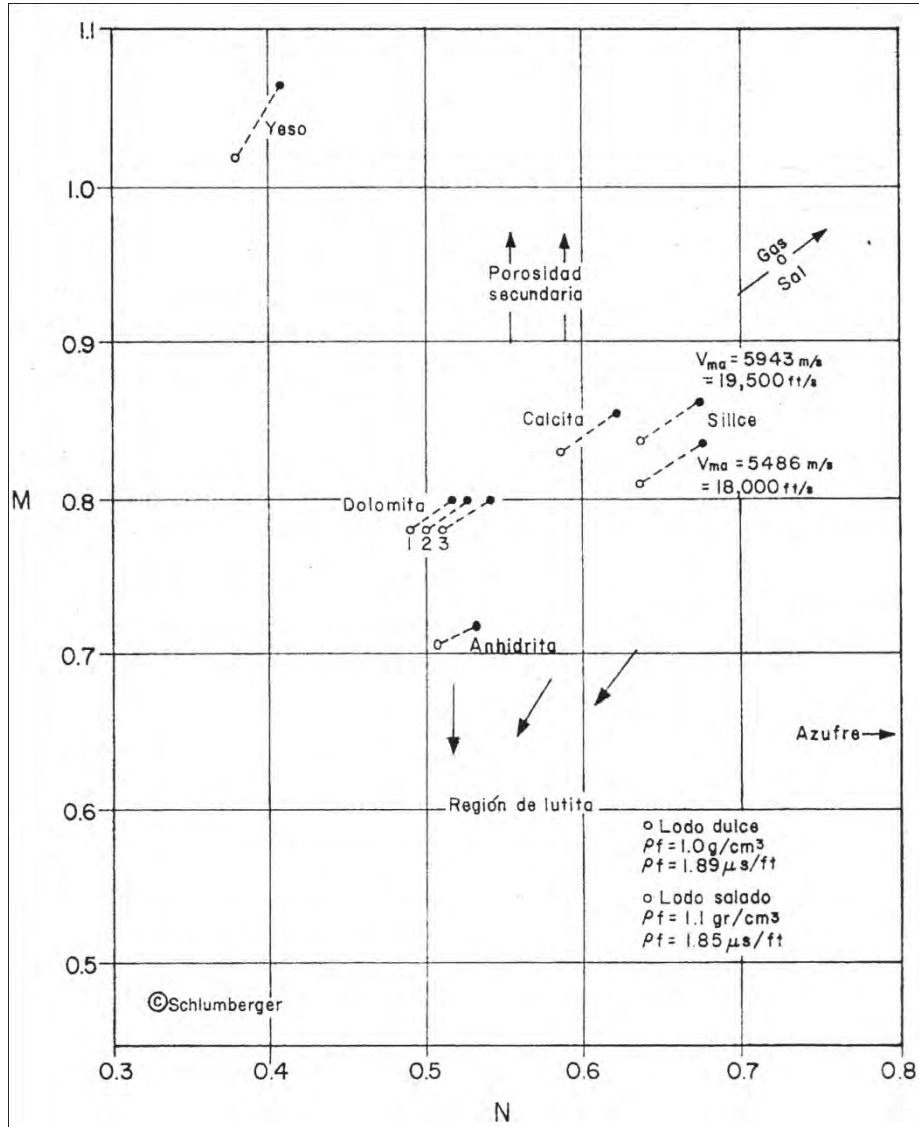 1.1
Yeso
1.0
Gas
Sal
Porosidad
secundaria
0.9
Vma = 5943 m/s
= 19,500 ft/s
Calcita
Sillce
Vma = 5486 m/s
= 18,000 ft/s
M
0.8
Dolomita
1 2 3
Anhidrita
0.7
Azufre
Región de lutita
0.6
o Lodo dulce
ρf = 1.0 g/cm³
ρf = 1.89 μs/ft
o Lodo salado
ρf = 1.1 gr/cm³
ρf = 1.85 μs/ft
0.5
©Schlumberger
0.3 0.4 0.5 0.6 0.7 0.8
N